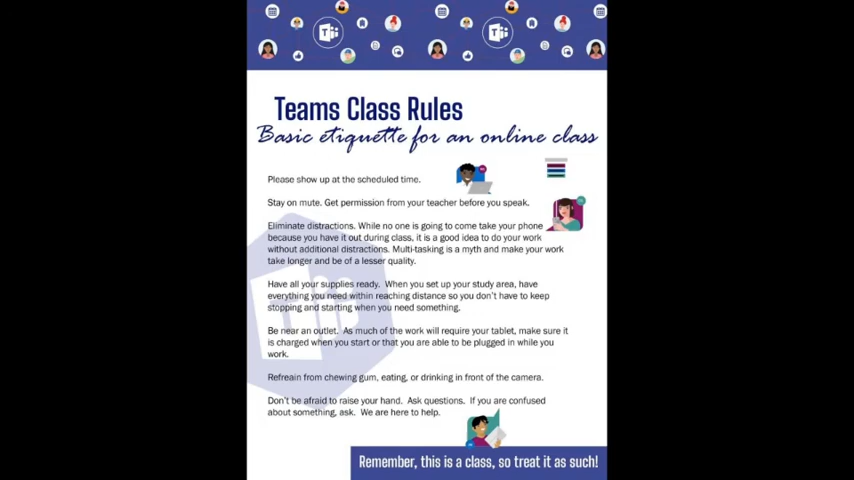 Teams Class Rules
Basic etiquette for an online class
Please show up at the scheduled time.
Stay on mute. Get permission from your teacher before you speak.
Eliminate distractions. While no one is going to come take your phone
because you have it out during class, it is a good idea to do your work
without additional distractions. Multi-tasking is a myth and make your work
take longer and be of a lesser quality.
Have all your supplies ready. When you set up your study area, have
everything you need within reaching distance so you don't have to keep
stopping and starting when you need something.
Be near an outlet. As much of the work will require your tablet, make sure it
is charged when you start or that you are able to be plugged in while you
work.
Refreain from chewing gum, eating, or drinking in front of the camera.
Don't be afraid to raise your hand. Ask questions. If you are confused
about something, ask. We are here to help.
Remember, this is a class, so treat it as such!